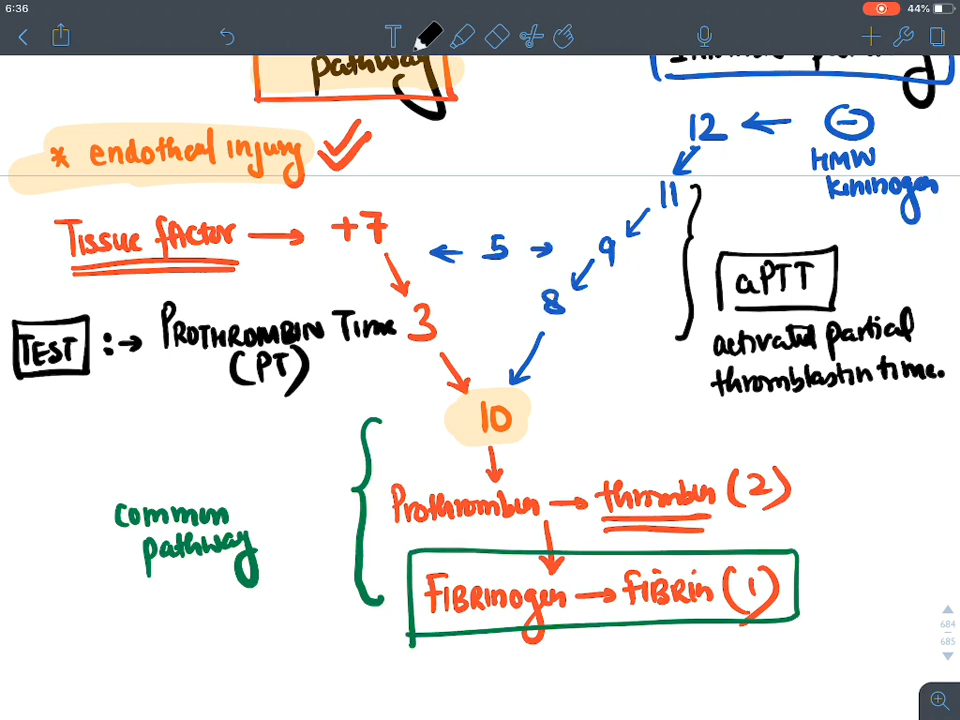 6:36
44%
T
pathway
* endotheal injury
12 ← −
HMW
kininogen
11
Tissue factor → +7
← 5 →
9
8
aPTT
activated partial
thromblastin time.
TEST :→ PROTHROMBIN Time
(PT)
3
10
common
pathway
Prothrombin → thrombin (2)
FIBRINogen → FIBRIN (1)
684
685